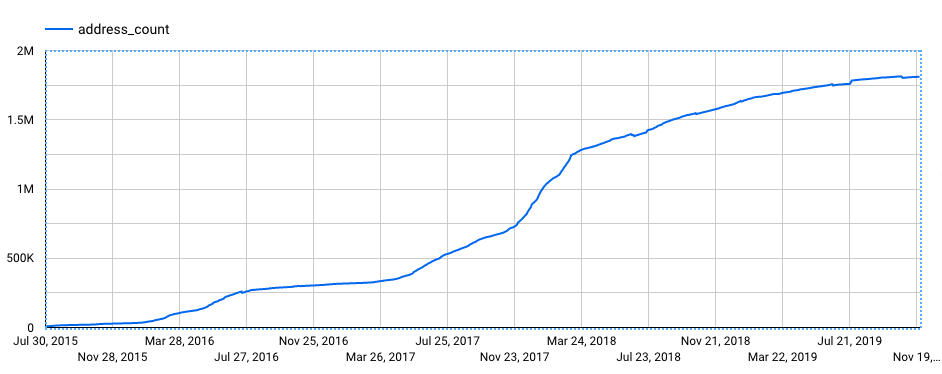 address_count
2M
1.5M
1M
500K
0
Jul 30, 2015
Nov 28, 2015
Mar 28, 2016
Jul 27, 2016
Nov 25, 2016
Mar 26, 2017
Jul 25, 2017
Nov 23, 2017
Mar 24, 2018
Jul 23, 2018
Nov 21, 2018
Mar 22, 2019
Jul 21, 2019
Nov 19,...